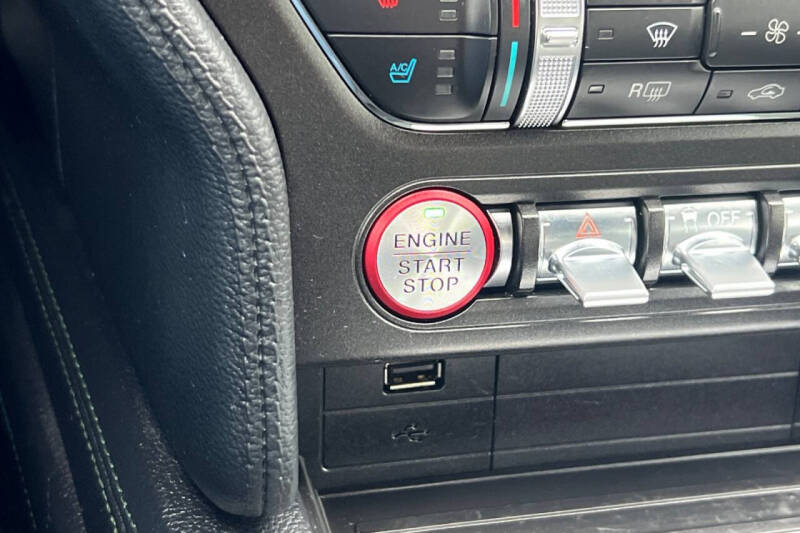 A/C
R
ENGINE
START
STOP
OFF